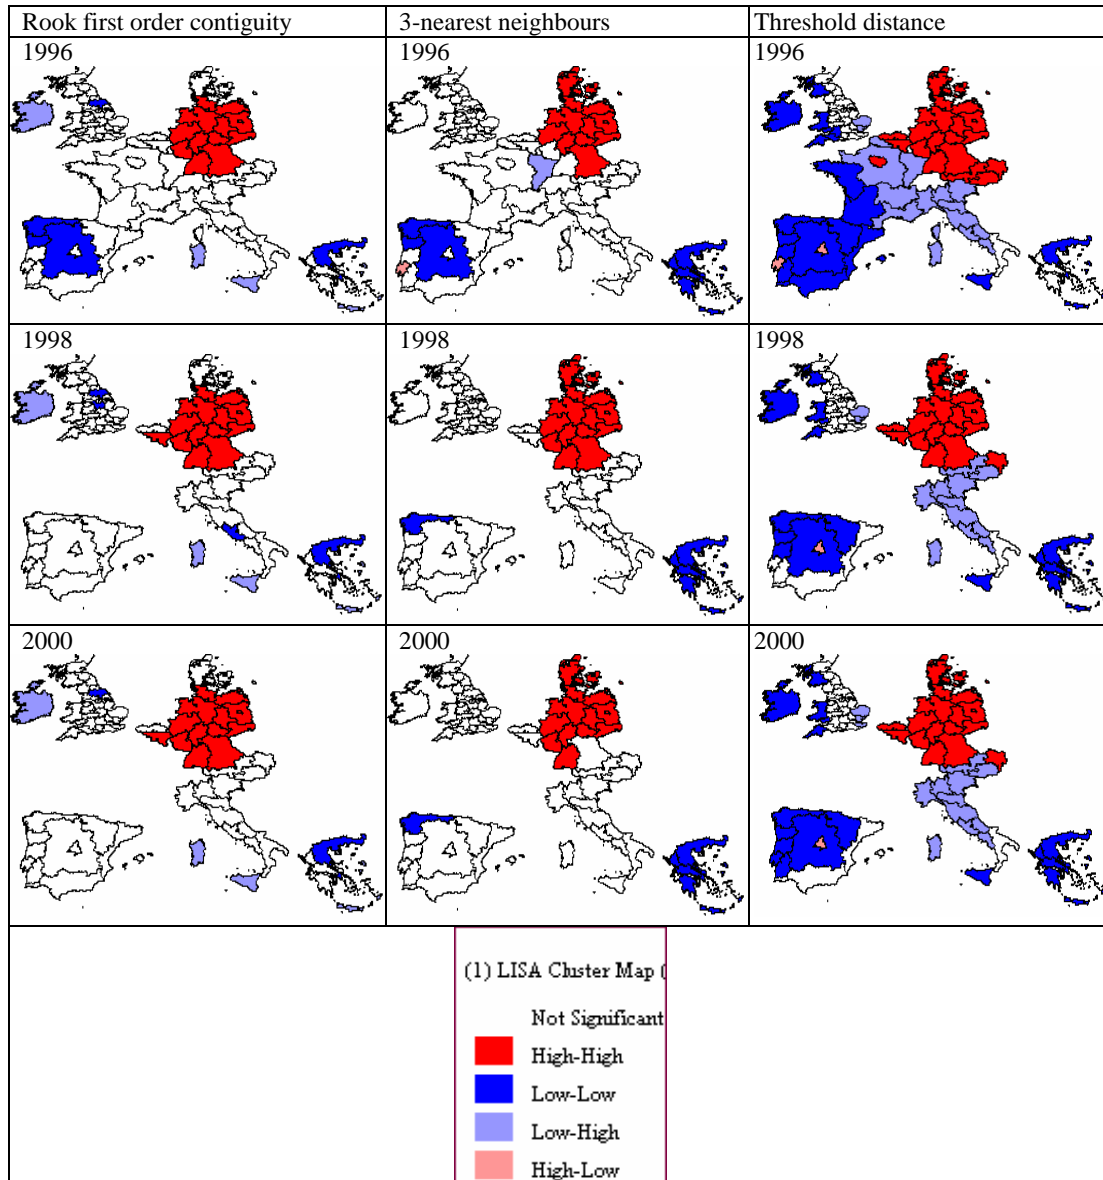 Rook first order contiguity
3-nearest neighbours
Threshold distance
1996
1996
1996
1998
1998
1998
2000
2000
2000
(1) LISA Cluster Map (
Not Significant
High-High
Low-Low
Low-High
High-Low